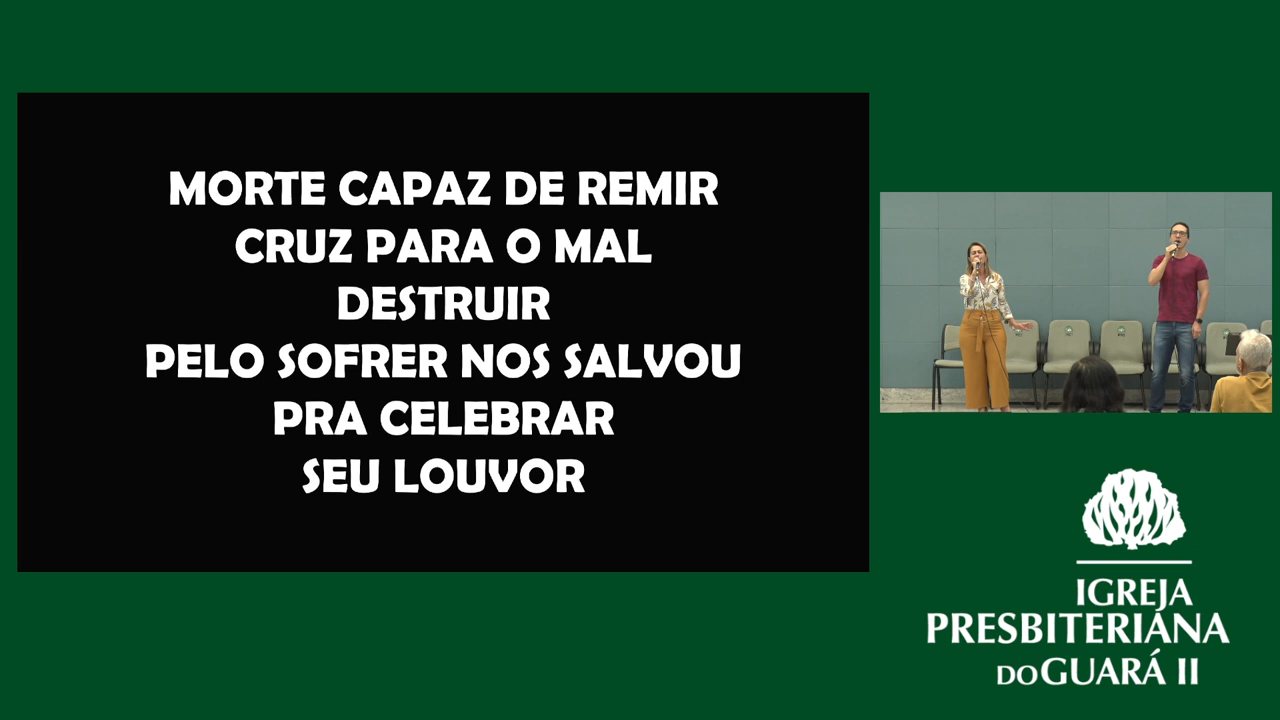 MORTE CAPAZ DE REMIR
CRUZ PARA O MAL
DESTRUIR
PELO SOFRER NOS SALVOU
PRA CELEBRAR
SEU LOUVOR
IGREJA
PRESBITERIANA
DO GUARÁ II